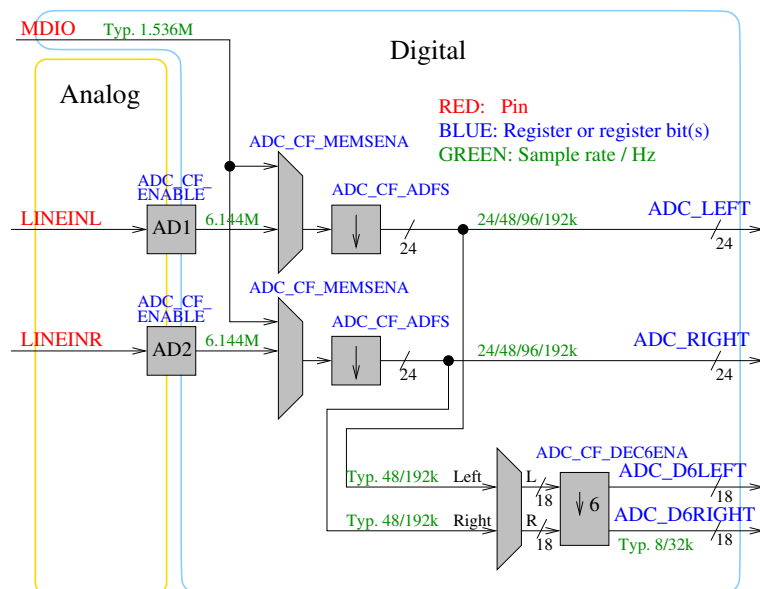 MDIO
Typ. 1.536M
Digital
Analog
RED: Pin
BLUE: Register or register bit(s)
GREEN: Sample rate / Hz
ADC_CF_MEMSENA
ADC_CF_
ENABLE
ADC_CF_ADFS
LINEINL
AD1
6.144M
24
24/48/96/192k
ADC_LEFT
24
ADC_CF_MEMSENA
ADC_CF_
ENABLE
ADC_CF_ADFS
LINEINR
AD2
6.144M
24
24/48/96/192k
ADC_RIGHT
24
ADC_CF_DEC6ENA
Typ. 48/192k
Left
L
18
ADC_D6LEFT
18
6
Typ. 48/192k
Right
R
18
ADC_D6RIGHT
18
Typ. 8/32k